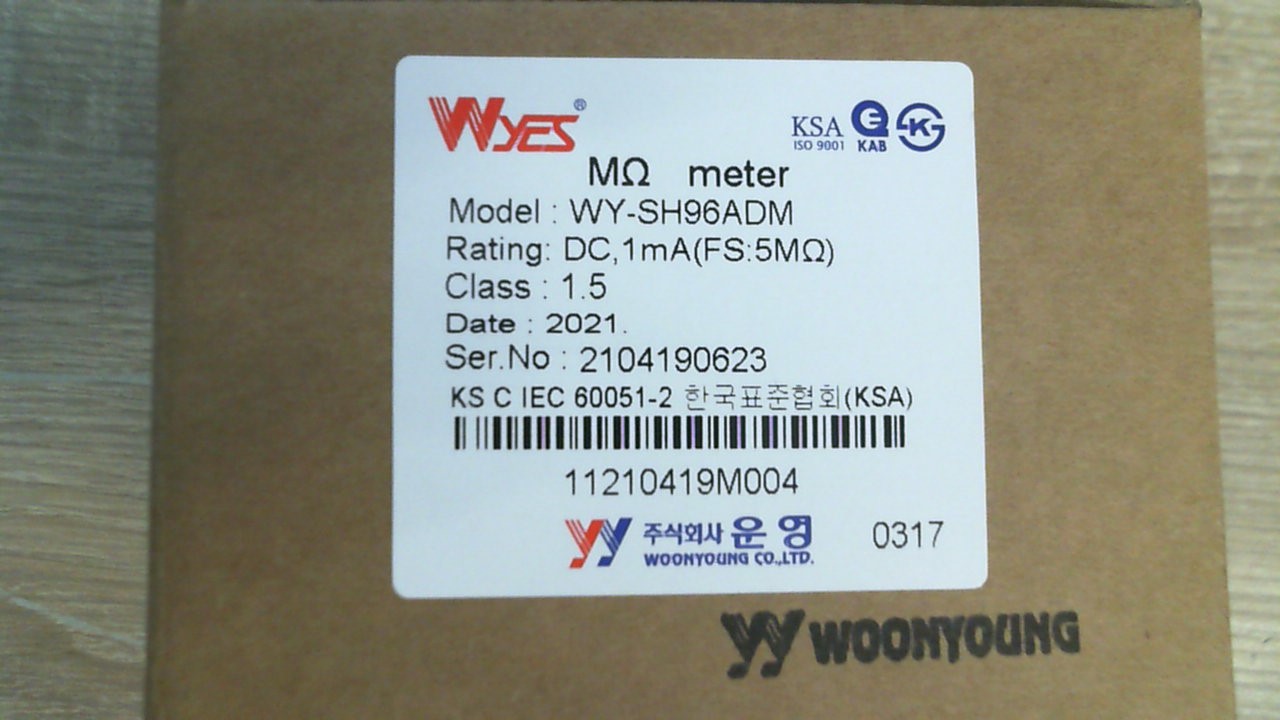 WYES®
KSA
ISO 9001
KAB
MΩ meter
Model : WY-SH96ADM
Rating: DC,1mA(FS:5MΩ)
Class : 1.5
Date : 2021.
Ser.No : 2104190623
KS C IEC 60051-2 한국표준협회(KSA)
11210419M004
주식회사 운영
WOONYOUNG CO.,LTD.
0317
WOONYOUNG